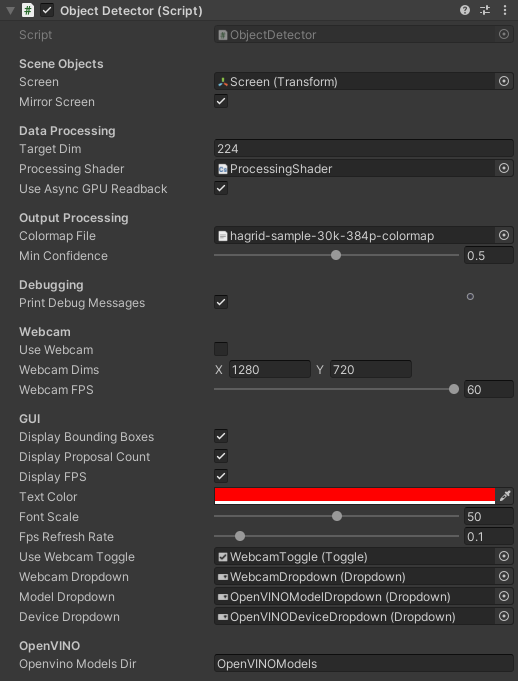 Object Detector (Script)
Script ObjectDetector
Scene Objects
Screen Screen (Transform)
Mirror Screen
Data Processing
Target Dim 224
Processing Shader ProcessingShader
Use Async GPU Readback
Output Processing
Colormap File hagrid-sample-30k-384p-colormap
Min Confidence 0.5
Debugging
Print Debug Messages
Webcam
Use Webcam
Webcam Dims X 1280 Y 720
Webcam FPS 60
GUI
Display Bounding Boxes
Display Proposal Count
Display FPS
Text Color
Font Scale 50
Fps Refresh Rate 0.1
Use Webcam Toggle WebcamToggle (Toggle)
Webcam Dropdown WebcamDropdown (Dropdown)
Model Dropdown OpenVINOModelDropdown (Dropdown)
Device Dropdown OpenVINODeviceDropdown (Dropdown)
OpenVINO
Openvino Models Dir OpenVINOModels